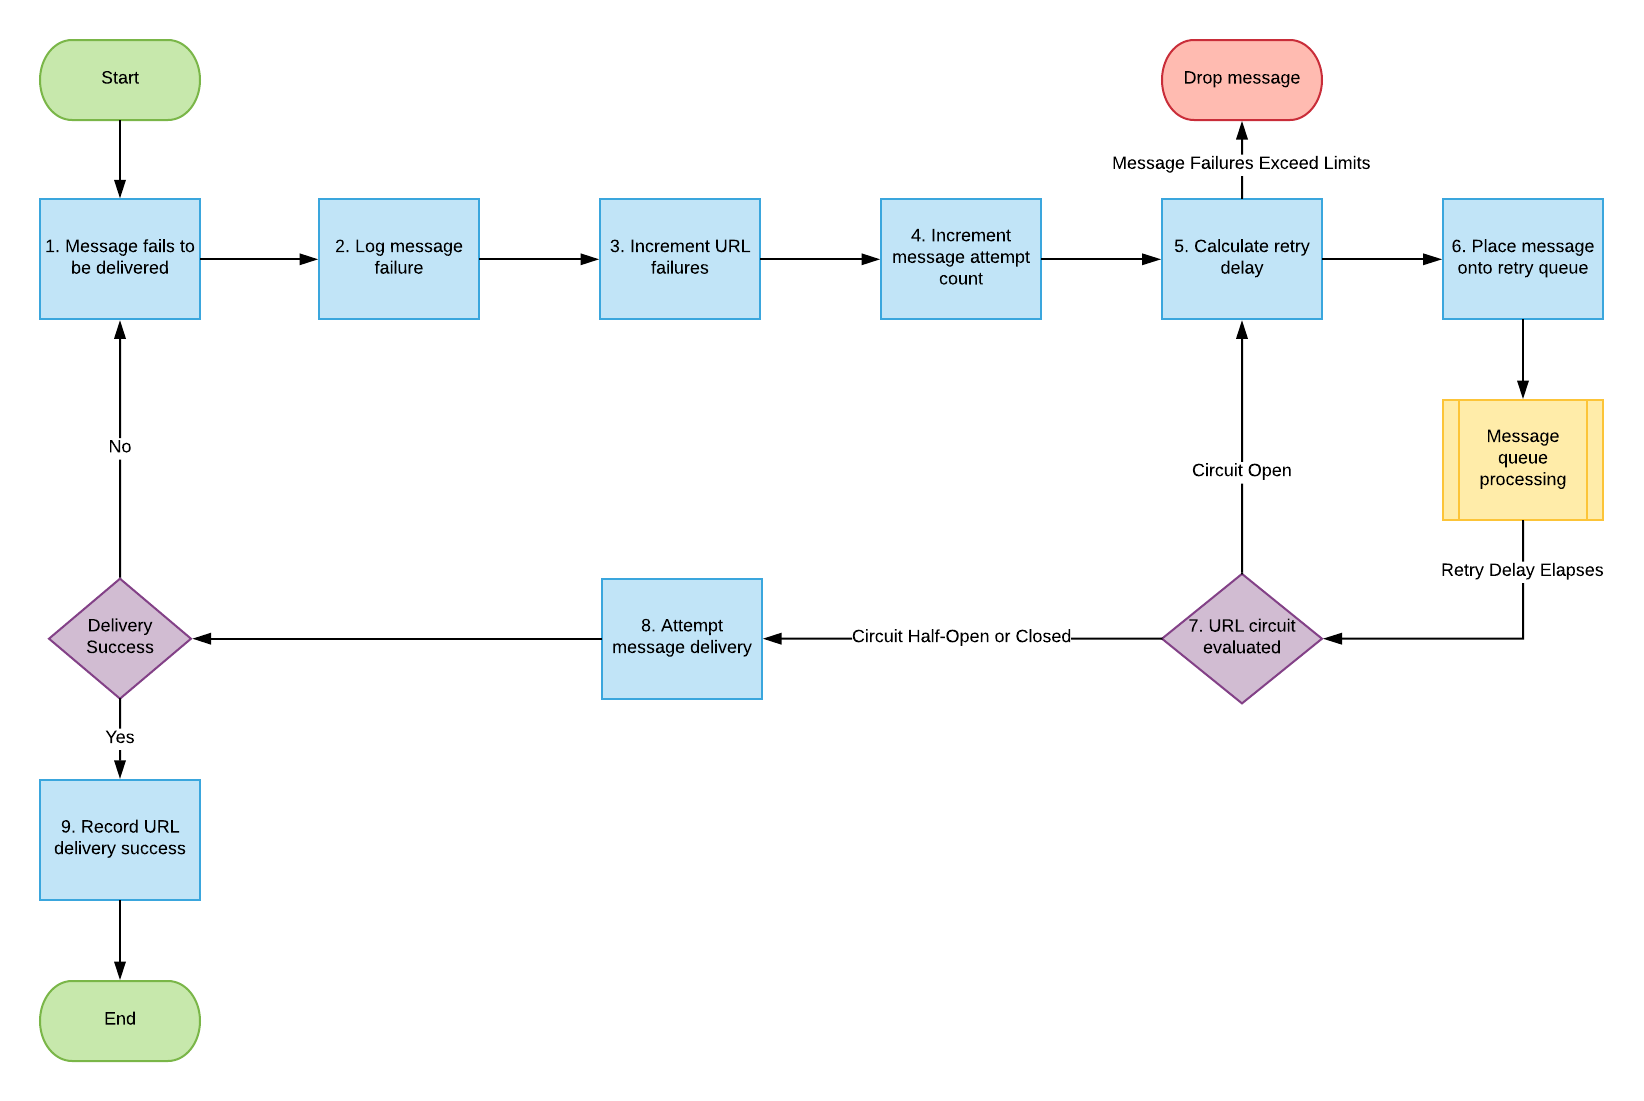 Start
Drop message
Message Failures Exceed Limits
1. Message fails to
be delivered
2. Log message
failure
3. Increment URL
failures
4. Increment
message attempt
count
5. Calculate retry
delay
6. Place message
onto retry queue
No
Circuit Open
Message
queue
processing
Retry Delay Elapses
Delivery
Success
8. Attempt
message delivery
Circuit Half-Open or Closed
7. URL circuit
evaluated
Yes
9. Record URL
delivery success
End